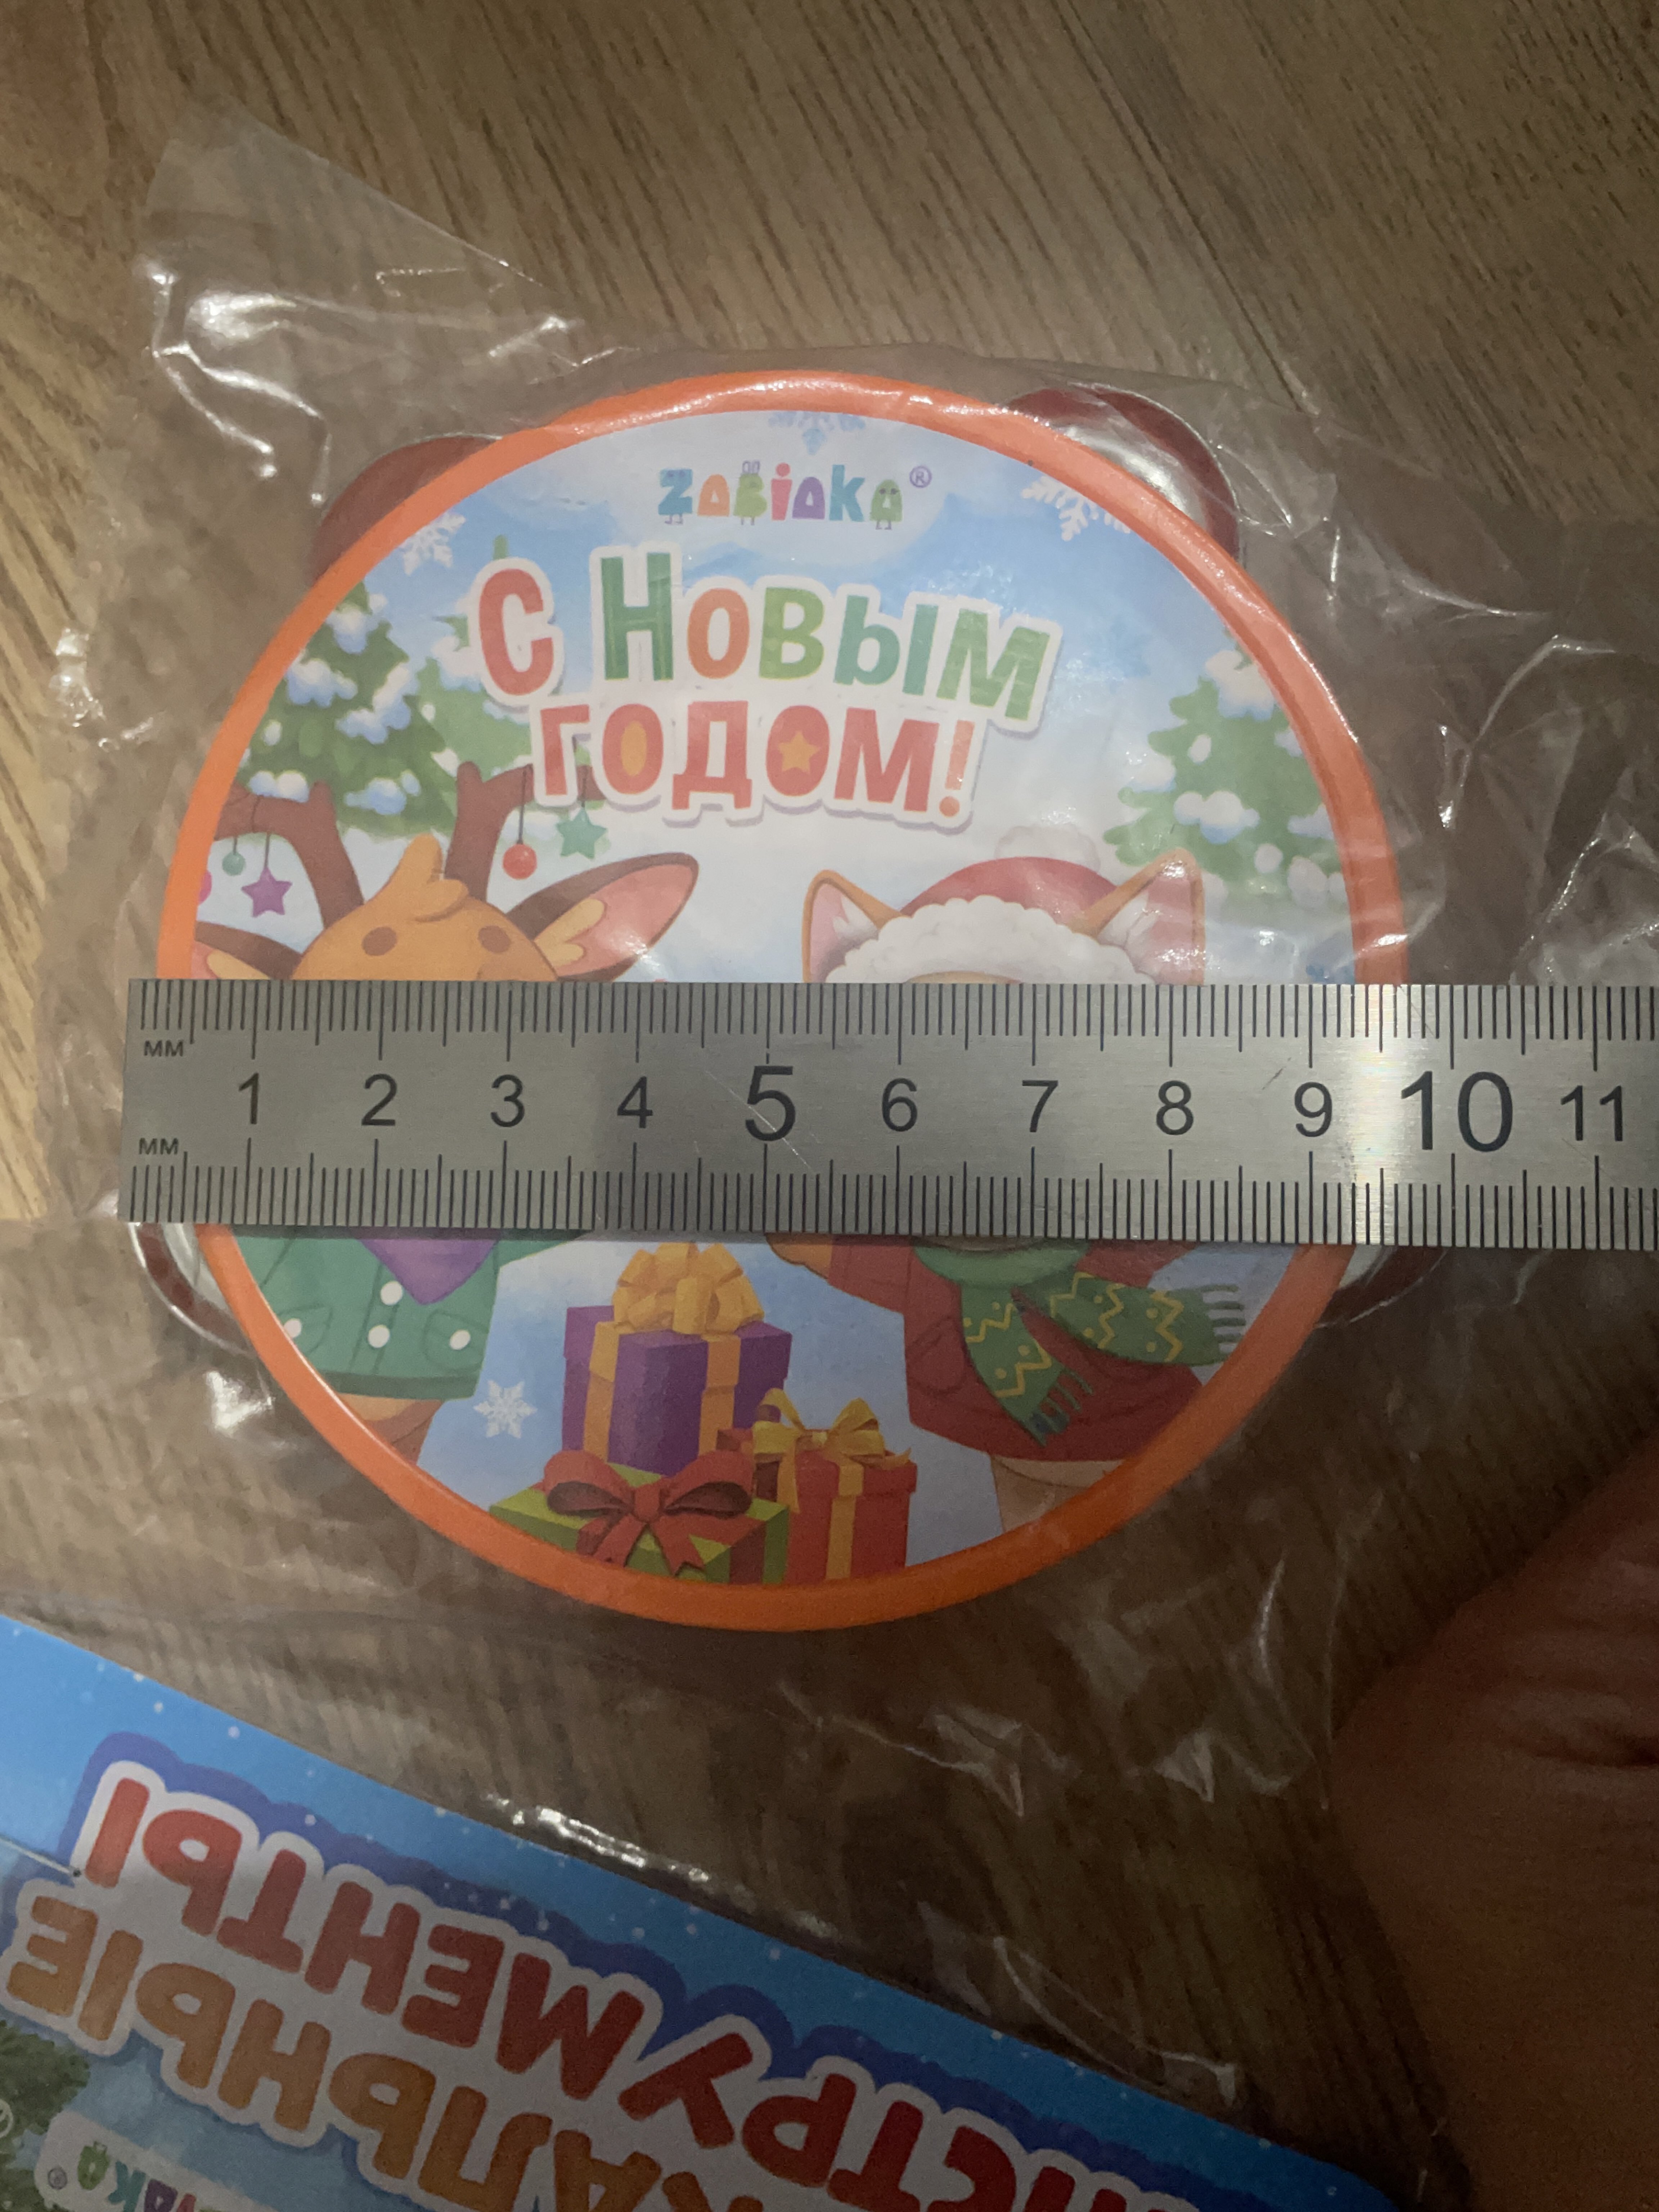 Zabiaka®
С Новым
годом!
мм
1 2 3 4 5 6 7 8 9 10 11
мм
ИНСТРУМЕНТЫ